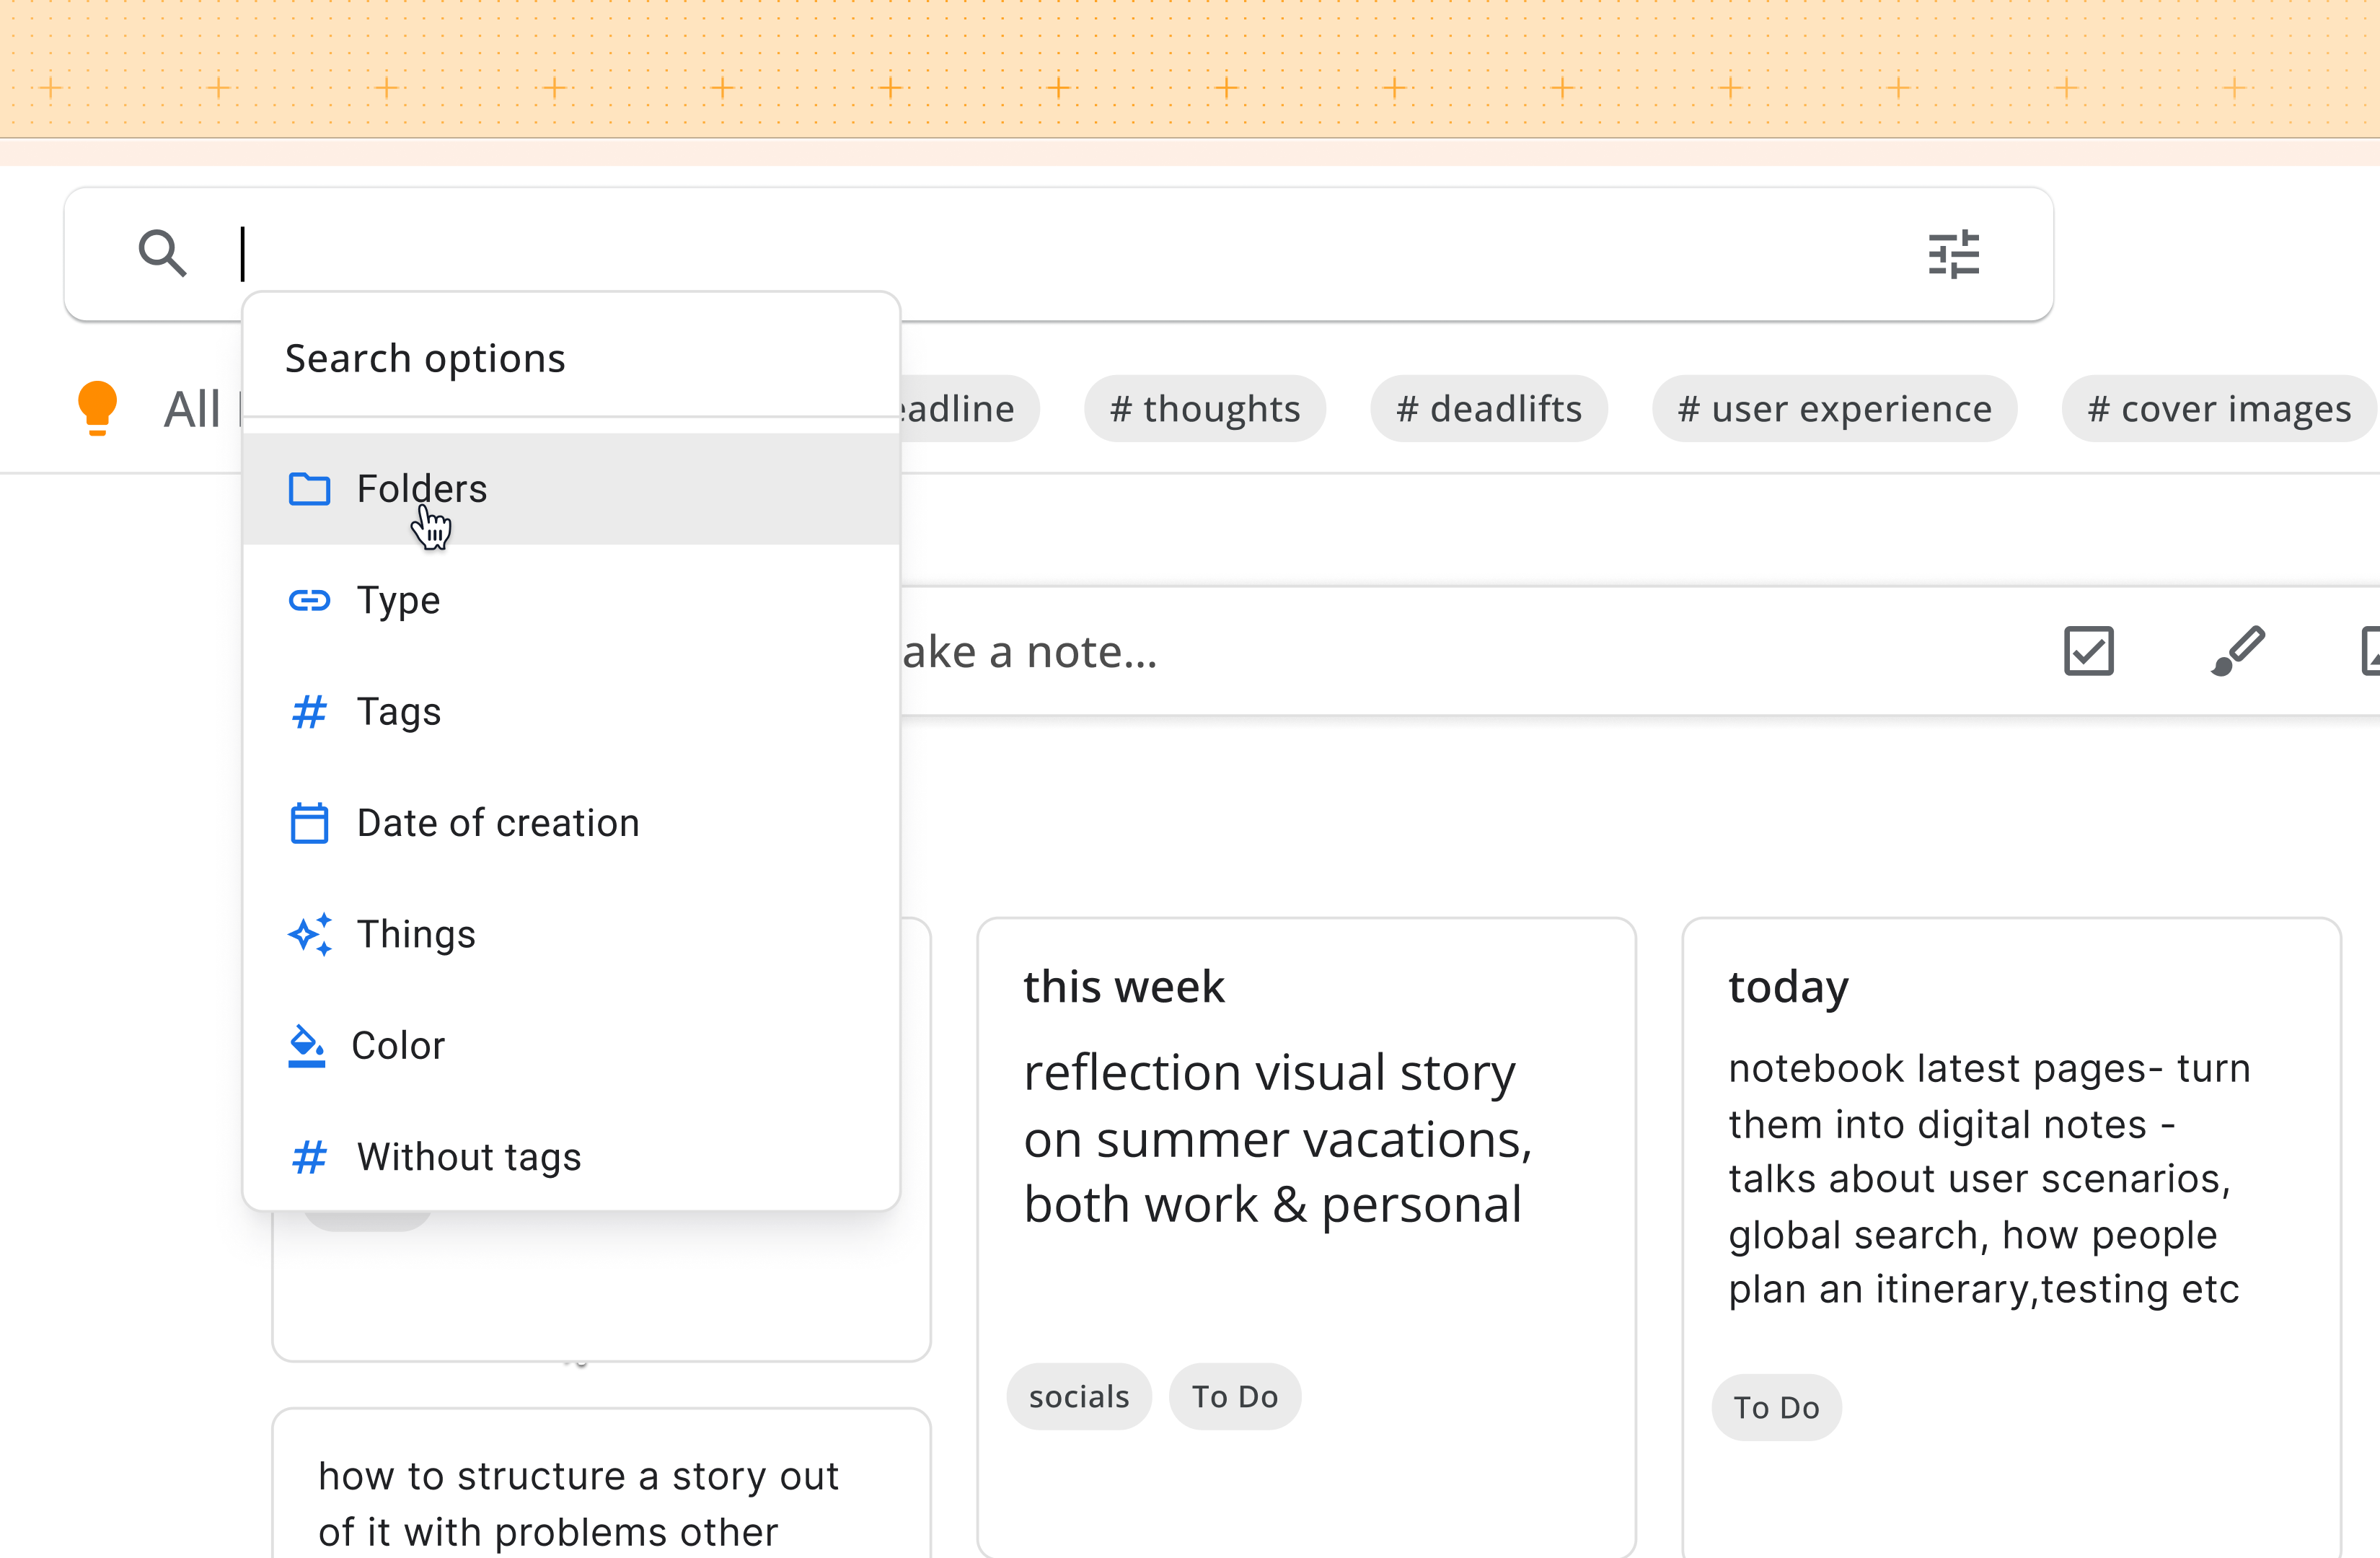 Search options
All
# thoughts
# deadlifts
# user experience
# cover images
Folders
Type
a note...
Tags
Date of creation
Things
Color
Without tags
this week
reflection visual story
on summer vacations,
both work & personal
socials
To Do
today
notebook latest pages- turn
them into digital notes -
talks about user scenarios,
global search, how people
plan an itinerary,testing etc
To Do
how to structure a story out
of it with problems other